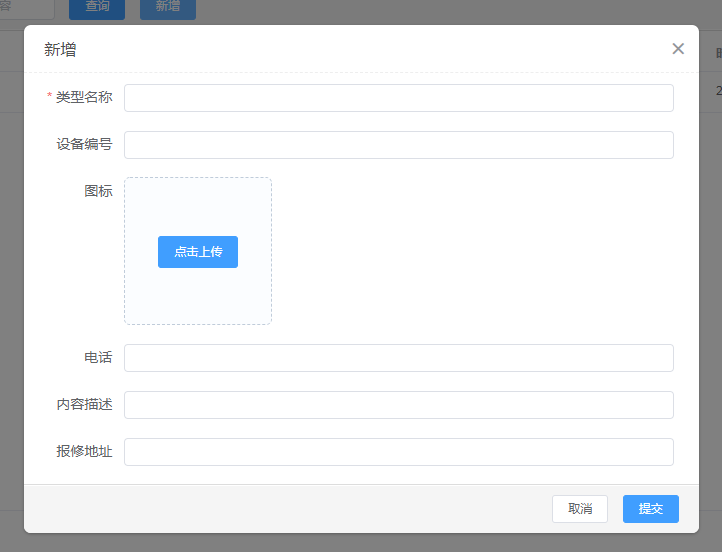 容 查询 新增
新增
* 类型名称
设备编号
图标
点击上传
电话
内容描述
报修地址
取消 提交